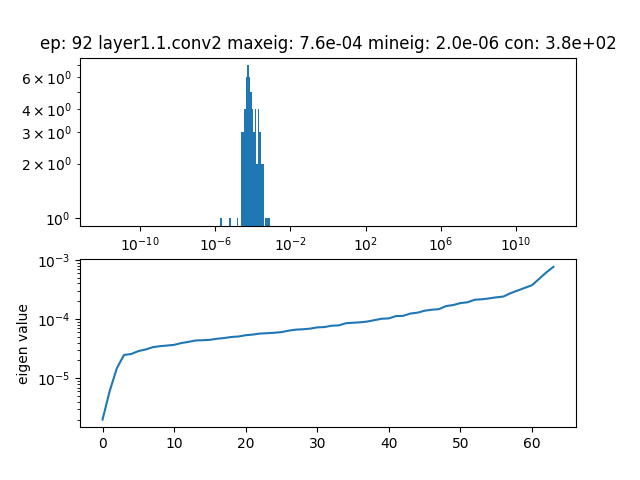 ep: 92 layer1.1.conv2 maxeig: 7.6e-04 mineig: 2.0e-06 con: 3.8e+02
6 × 10⁰
4 × 10⁰
3 × 10⁰
2 × 10⁰
10⁰
10⁻¹⁰ 10⁻⁶ 10⁻² 10² 10⁶ 10¹⁰
10⁻³
10⁻⁴
10⁻⁵
eigen value
0 10 20 30 40 50 60